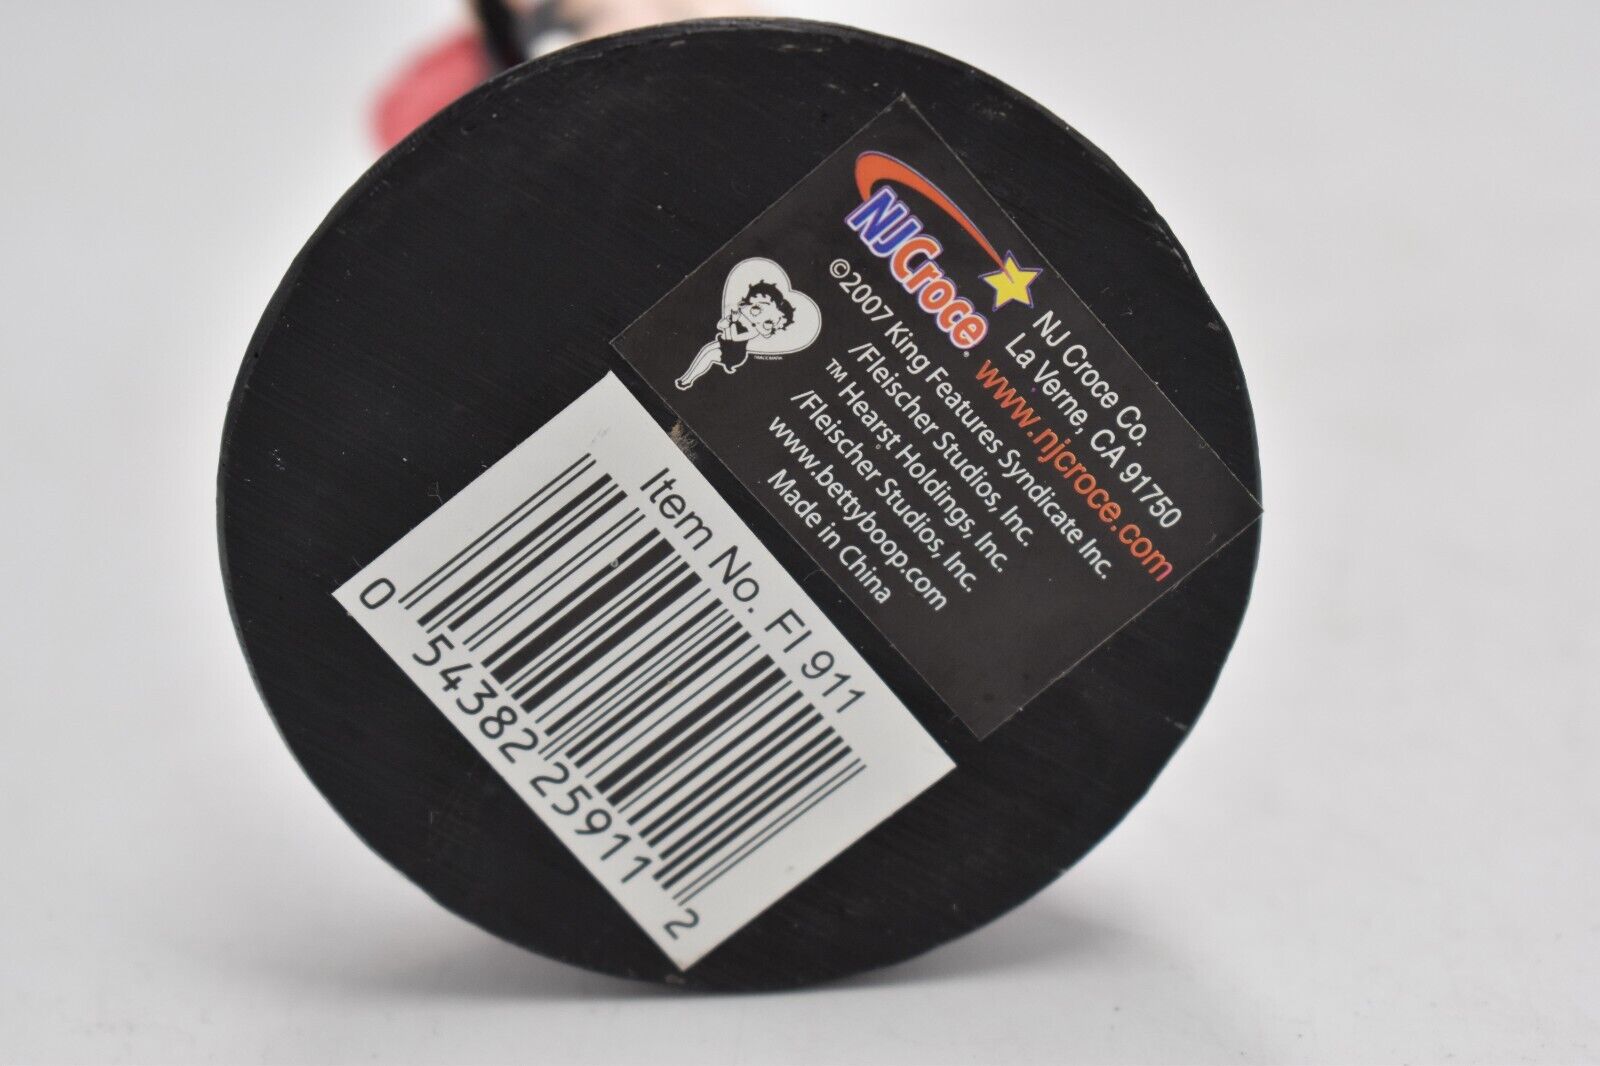 NJCroce
NJ Croce Co.
La Verne, CA 91750
www.njcroce.com
©2007 King Features Syndicate Inc.
/Fleischer Studios, Inc.
™ Hearst Holdings, Inc.
/Fleischer Studios, Inc.
www.bettyboop.com
Made in China
Item No. FI 911
0 54382 25911 2